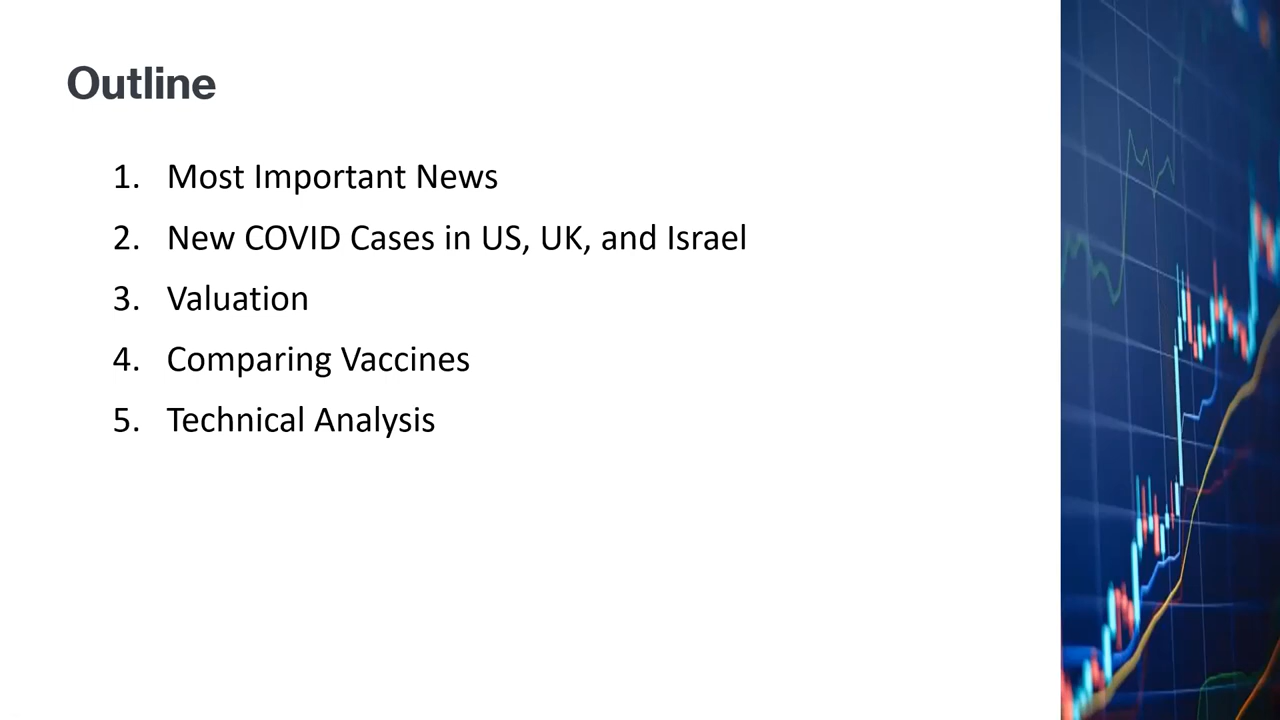 Outline
1. Most Important News
2. New COVID Cases in US, UK, and Israel
3. Valuation
4. Comparing Vaccines
5. Technical Analysis